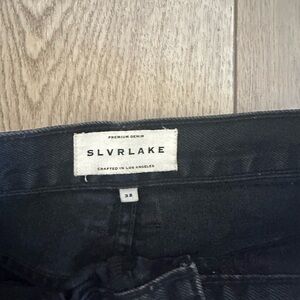 PREMIUM DENIM
SLVRLAKE
CRAFTED IN LOS ANGELES
32